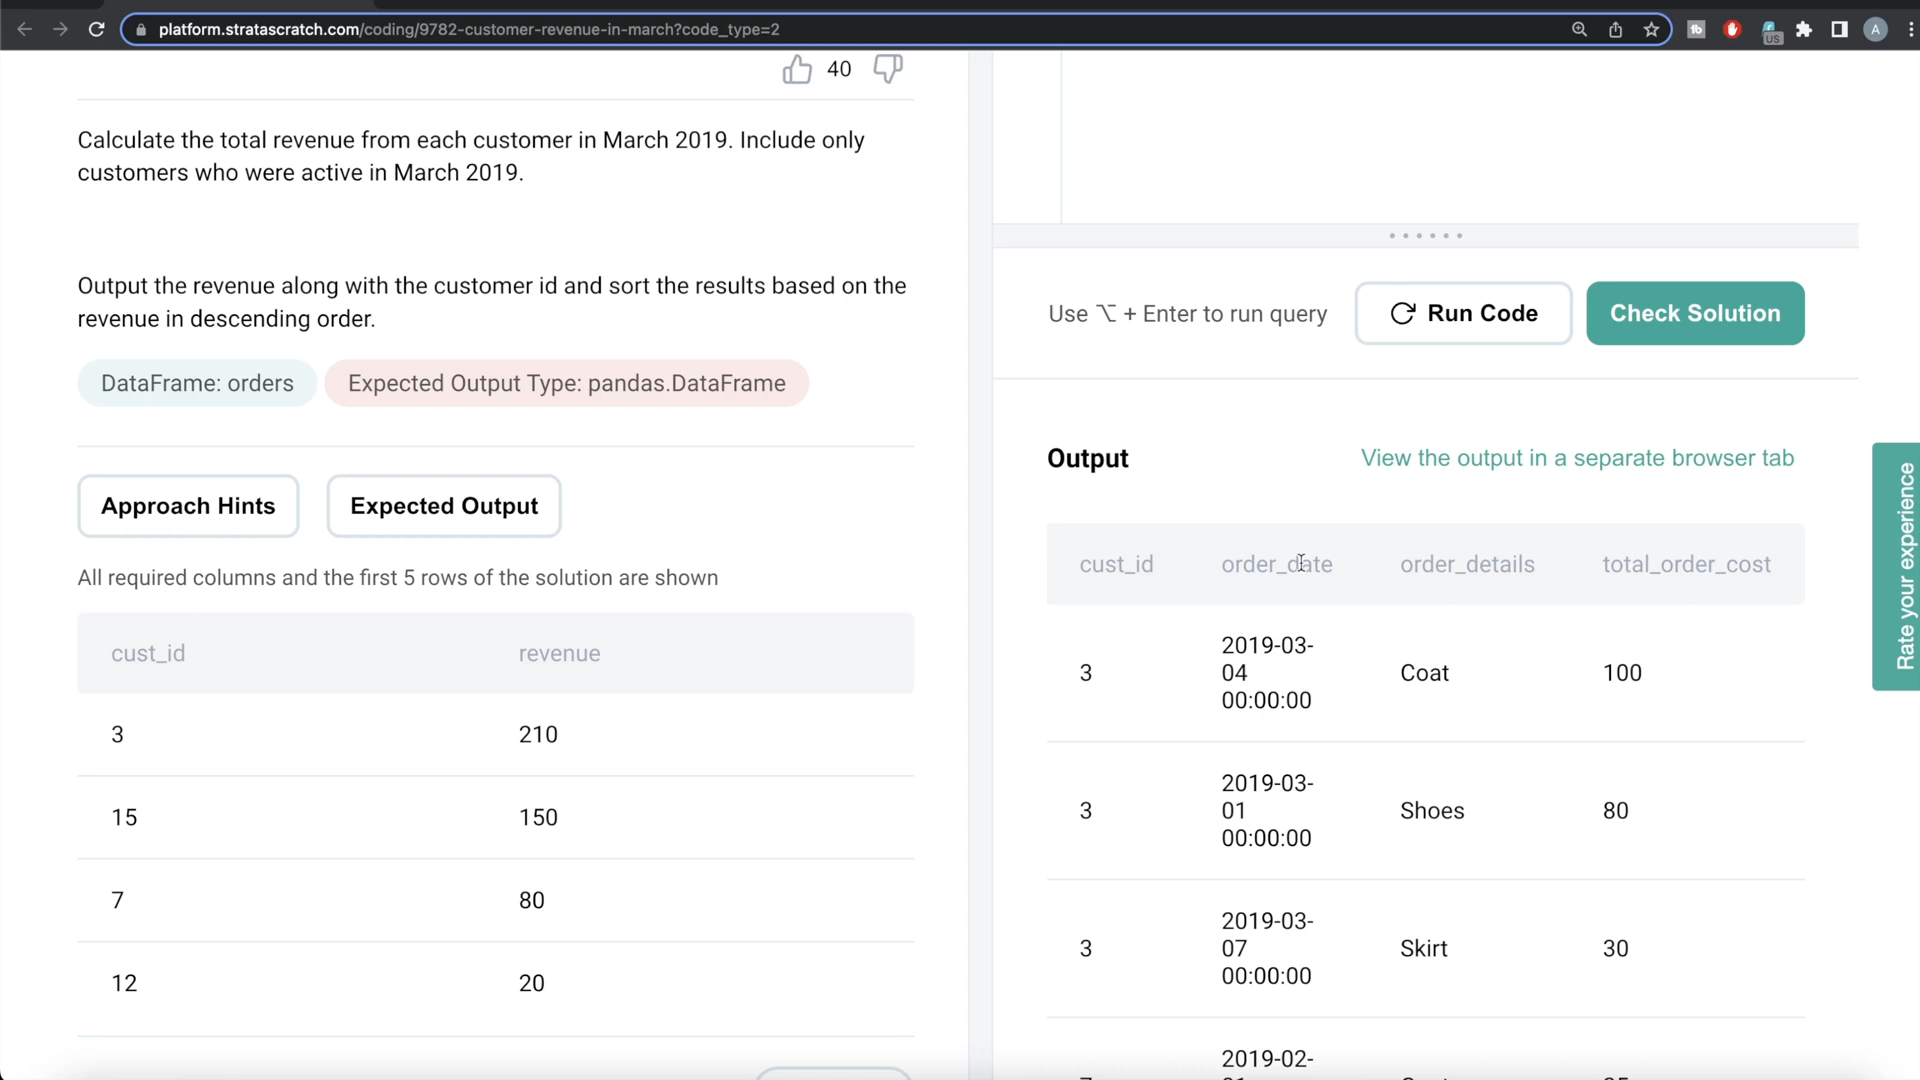 platform.stratascratch.com/coding/9782-customer-revenue-in-march?code_type=2
US
A
40
Calculate the total revenue from each customer in March 2019. Include only
customers who were active in March 2019.
Output the revenue along with the customer id and sort the results based on the
revenue in descending order.
DataFrame: orders
Expected Output Type: pandas.DataFrame
Approach Hints
Expected Output
All required columns and the first 5 rows of the solution are shown
cust_id revenue
3 210
15 150
7 80
12 20
Use ⌥ + Enter to run query
Run Code
Check Solution
Output
View the output in a separate browser tab
cust_id order_date order_details total_order_cost
3 2019-03-
04
00:00:00 Coat 100
3 2019-03-
01
00:00:00 Shoes 80
3 2019-03-
07
00:00:00 Skirt 30
2019-02-
Rate your experience